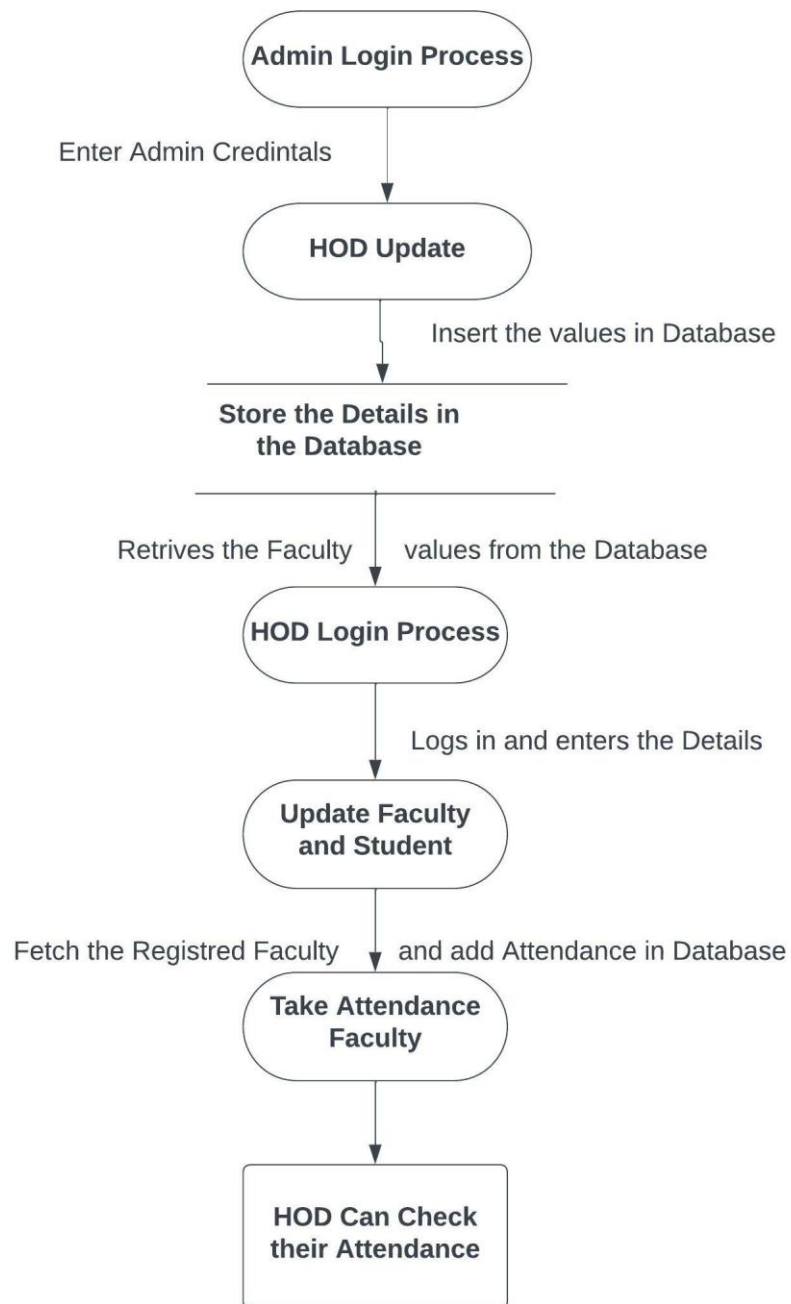 Admin Login Process
Enter Admin Credintals
HOD Update
Insert the values in Database
Store the Details in
the Database
Retrives the Faculty values from the Database
HOD Login Process
Logs in and enters the Details
Update Faculty
and Student
Fetch the Registred Faculty and add Attendance in Database
Take Attendance
Faculty
HOD Can Check
their Attendance